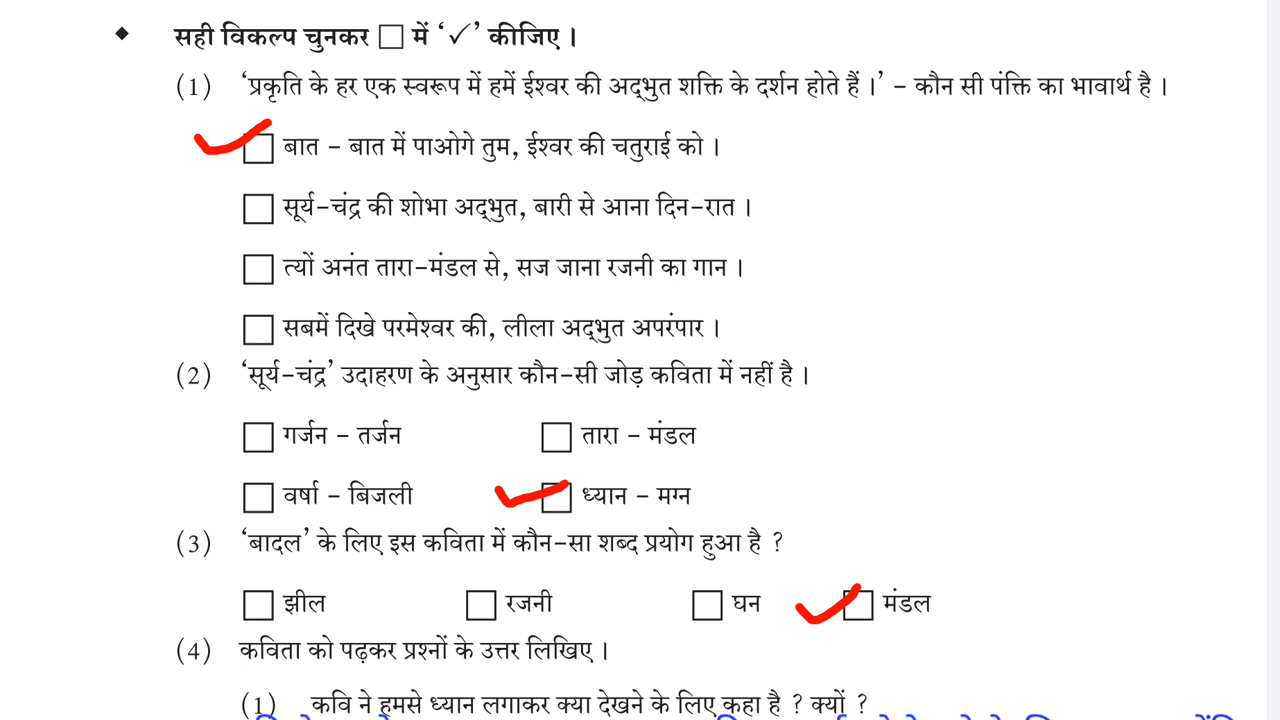 ◆ सही विकल्प चुनकर □ में ‘✓’ कीजिए ।
(1) ‘प्रकृति के हर एक स्वरूप में हमें ईश्वर की अद्‌भुत शक्ति के दर्शन होते हैं ।’ – कौन सी पंक्ति का भावार्थ है ।
□ बात – बात में पाओगे तुम, ईश्वर की चतुराई को ।
□ सूर्य-चंद्र की शोभा अद्‌भुत, बारी से आना दिन-रात ।
□ त्यों अनंत तारा-मंडल से, सज जाना रजनी का गान ।
□ सबमें दिखे परमेश्वर की, लीला अद्‌भुत अपरंपार ।
(2) ‘सूर्य-चंद्र’ उदाहरण के अनुसार कौन-सी जोड़ कविता में नहीं है ।
□ गर्जन – तर्जन □ तारा – मंडल
□ वर्षा – बिजली □ ध्यान – मग्न
(3) ‘बादल’ के लिए इस कविता में कौन-सा शब्द प्रयोग हुआ है ?
□ झील □ रजनी □ घन □ मंडल
(4) कविता को पढ़कर प्रश्नों के उत्तर लिखिए ।
(1) कवि ने हमसे ध्यान लगाकर क्या देखने के लिए कहा है ? क्यों ?